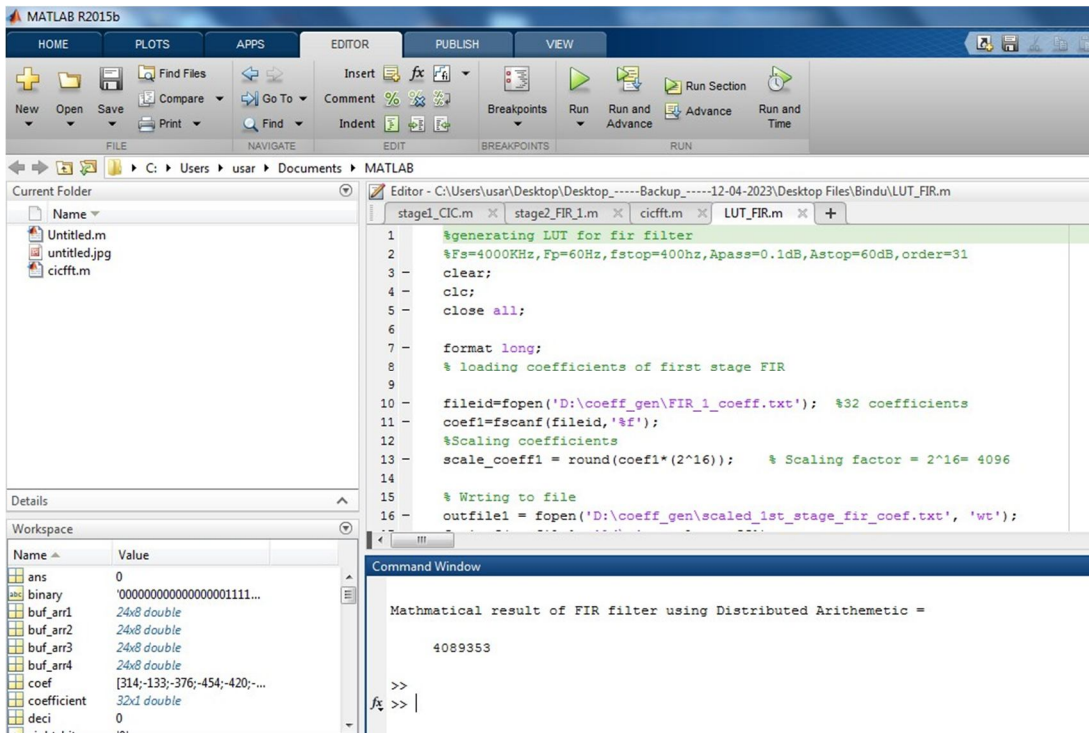 MATLAB R2015b
HOME PLOTS APPS EDITOR PUBLISH VIEW
New Open Save
Find Files
Compare
Print
FILE
Go To
Find
NAVIGATE
Insert fx
Comment
Indent
EDIT
Breakpoints
BREAKPOINTS
Run Run and Advance
Run Section
Advance
Run and Time
RUN
C: Users usar Documents MATLAB
Current Folder
Name
Untitled.m
untitled.jpg
cicfft.m
Details
Workspace
Name Value
ans 0
binary '000000000000000001111...
buf_arr1 24x8 double
buf_arr2 24x8 double
buf_arr3 24x8 double
buf_arr4 24x8 double
coef [314;-133;-376;-454;-420;-...
coefficient 32x1 double
deci 0
Editor - C:\Users\usar\Desktop\Desktop_-----Backup_-----12-04-2023\Desktop Files\Bindu\LUT_FIR.m
stage1_CIC.m stage2_FIR_1.m cicfft.m LUT_FIR.m
1 %generating LUT for fir filter
2 %Fs=4000KHz,Fp=60Hz,fstop=400hz,Apass=0.1dB,Astop=60dB,order=31
3 - clear;
4 - clc;
5 - close all;
6
7 - format long;
8 % loading coefficients of first stage FIR
9
10 - fileid=fopen('D:\coeff_gen\FIR_1_coeff.txt'); %32 coefficients
11 - coef1=fscanf(fileid,'%f');
12 %Scaling coefficients
13 - scale_coeff1 = round(coef1*(2^16)); % Scaling factor = 2^16= 4096
14
15 % Wrting to file
16 - outfile1 = fopen('D:\coeff_gen\scaled_1st_stage_fir_coef.txt', 'wt');
Command Window
Mathmatical result of FIR filter using Distributed Arithemetic =
4089353
>>
fx >>